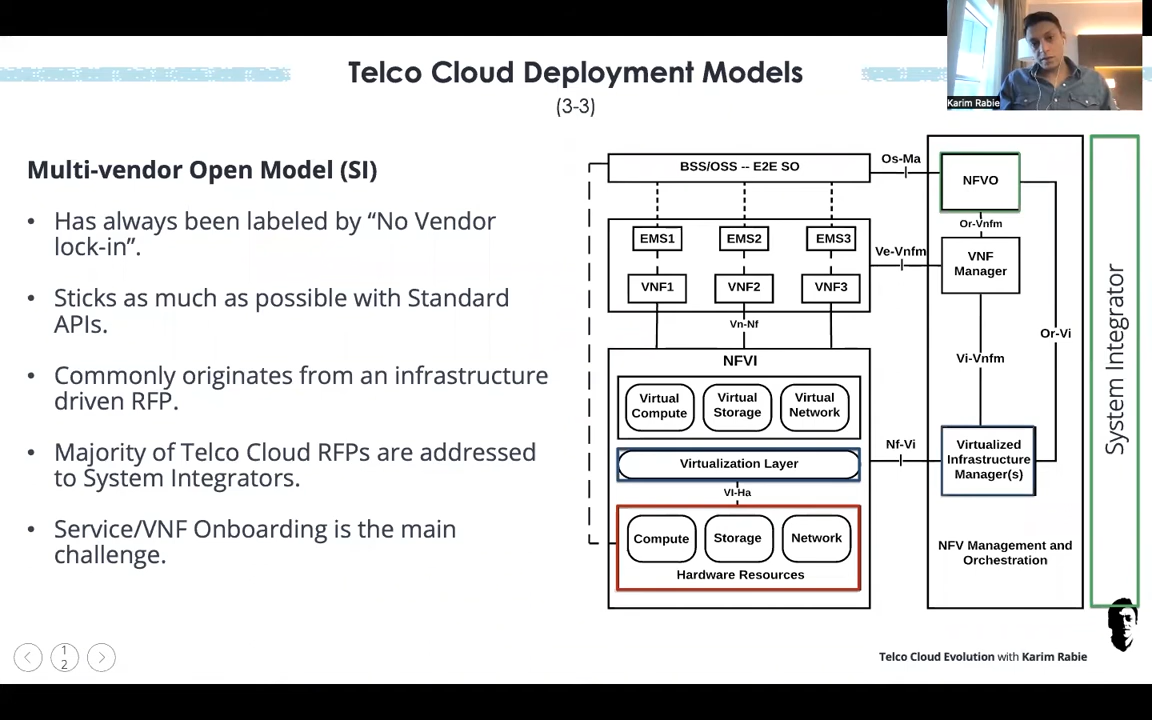 Telco Cloud Deployment Models
(3-3)
Karim Rabie
Multi-vendor Open Model (SI)
• Has always been labeled by “No Vendor
lock-in”.
• Sticks as much as possible with Standard
APIs.
• Commonly originates from an infrastructure
driven RFP.
• Majority of Telco Cloud RFPs are addressed
to System Integrators.
• Service/VNF Onboarding is the main
challenge.
BSS/OSS -- E2E SO
Os-Ma
NFVO
Or-Vnfm
EMS1
EMS2
EMS3
Ve-Vnfm
VNF
Manager
VNF1
VNF2
VNF3
Vn-Nf
Or-Vi
Vi-Vnfm
NFVI
Virtual
Compute
Virtual
Storage
Virtual
Network
Virtualization Layer
Nf-Vi
Virtualized
Infrastructure
Manager(s)
VI-Ha
Compute
Storage
Network
Hardware Resources
NFV Management and
Orchestration
System Integrator
1
2
Telco Cloud Evolution with Karim Rabie